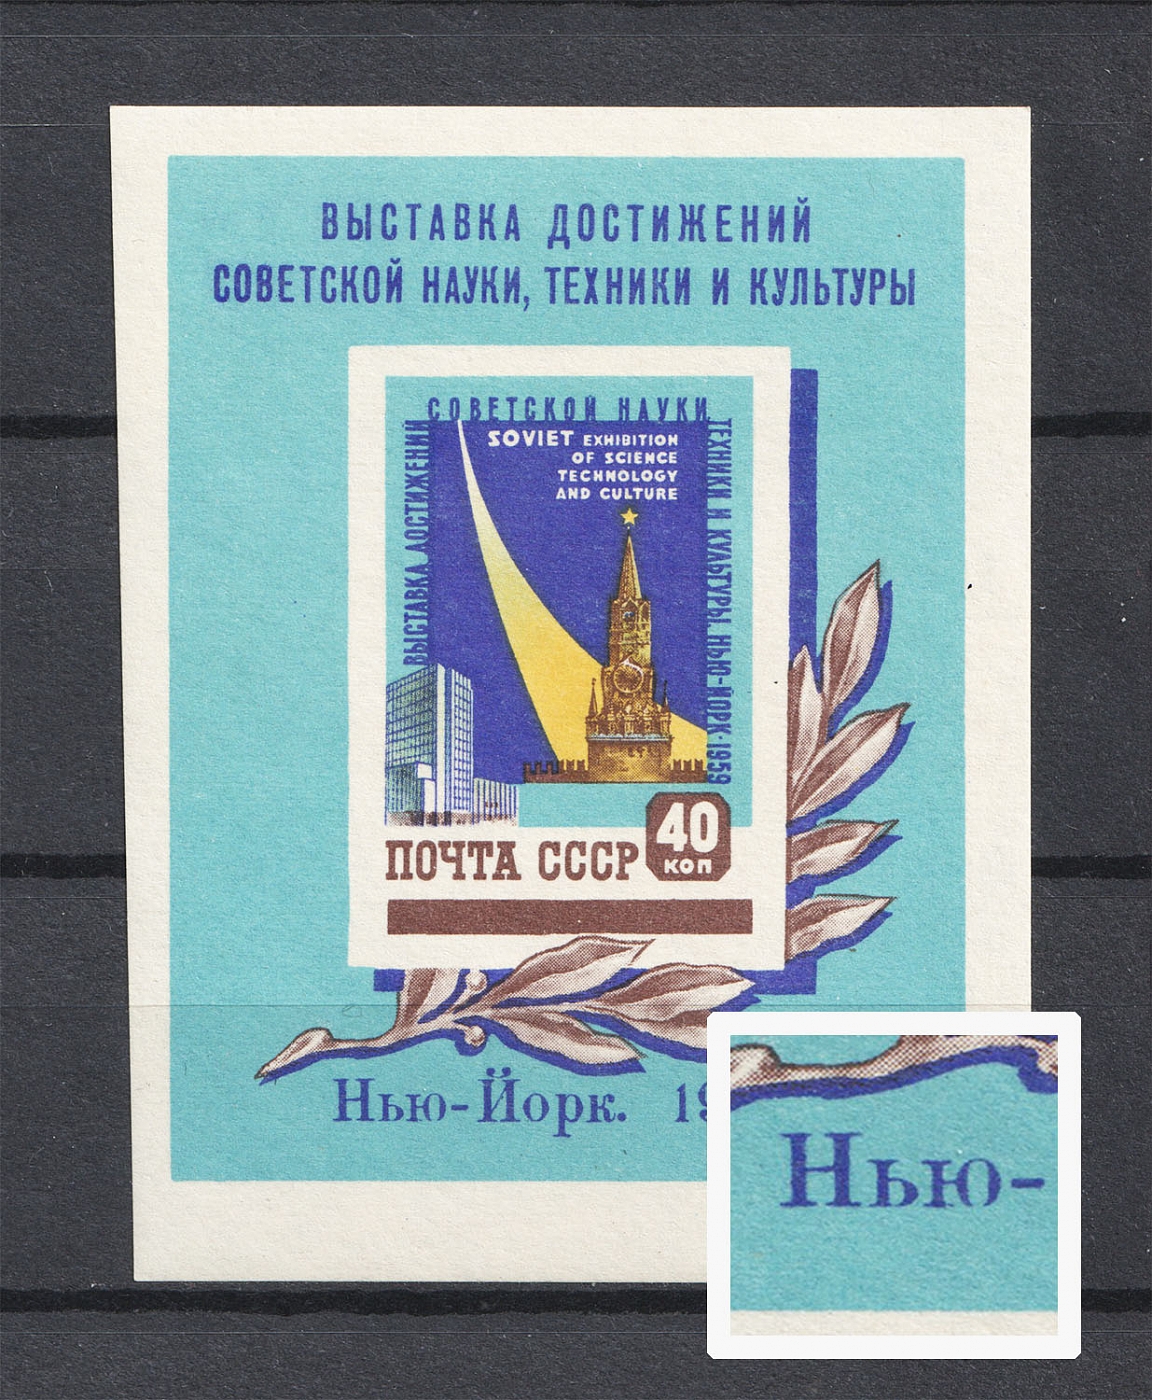 ВЫСТАВКА ДОСТИЖЕНИЙ
СОВЕТСКОЙ НАУКИ, ТЕХНИКИ И КУЛЬТУРЫ
ВЫСТАВКА ДОСТИЖЕНИЙ
СОВЕТСКОЙ НАУКИ
ТЕХНИКИ И КУЛЬТУРЫ. НЬЮ-ЙОРК·1959
SOVIET EXHIBITION
OF SCIENCE
TECHNOLOGY
AND CULTURE
40
КОП
ПОЧТА СССР
Нью-Йорк. 19
Нью-